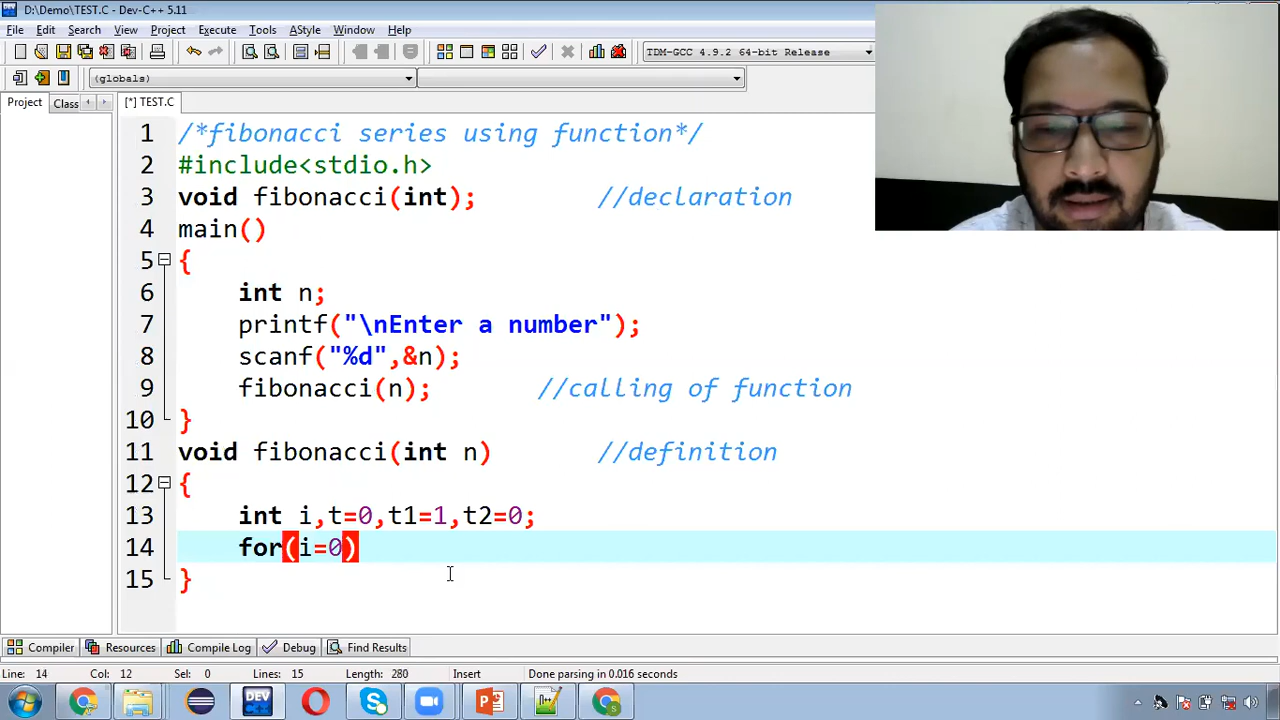 D:\Demo\TEST.C - Dev-C++ 5.11
File Edit Search View Project Execute Tools AStyle Window Help
TDM-GCC 4.9.2 64-bit Release
(globals)
Project Class
[*] TEST.C
1 /*fibonacci series using function*/
2 #include<stdio.h>
3 void fibonacci(int); //declaration
4 main()
5 {
6 int n;
7 printf("\nEnter a number");
8 scanf("%d",&n);
9 fibonacci(n); //calling of function
10 }
11 void fibonacci(int n) //definition
12 {
13 int i,t=0,t1=1,t2=0;
14 for(i=0)
15 }
Compiler Resources Compile Log Debug Find Results
Line: 14 Col: 12 Sel: 0 Lines: 15 Length: 280 Insert Done parsing in 0.016 seconds
DEV C++